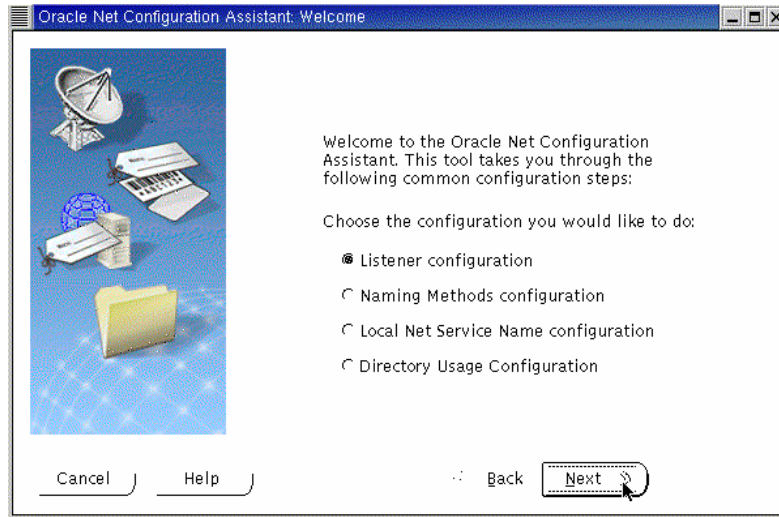 Oracle Net Configuration Assistant: Welcome
Welcome to the Oracle Net Configuration
Assistant. This tool takes you through the
following common configuration steps:
Choose the configuration you would like to do:
Listener configuration
Naming Methods configuration
Local Net Service Name configuration
Directory Usage Configuration
Cancel
Help
Back
Next